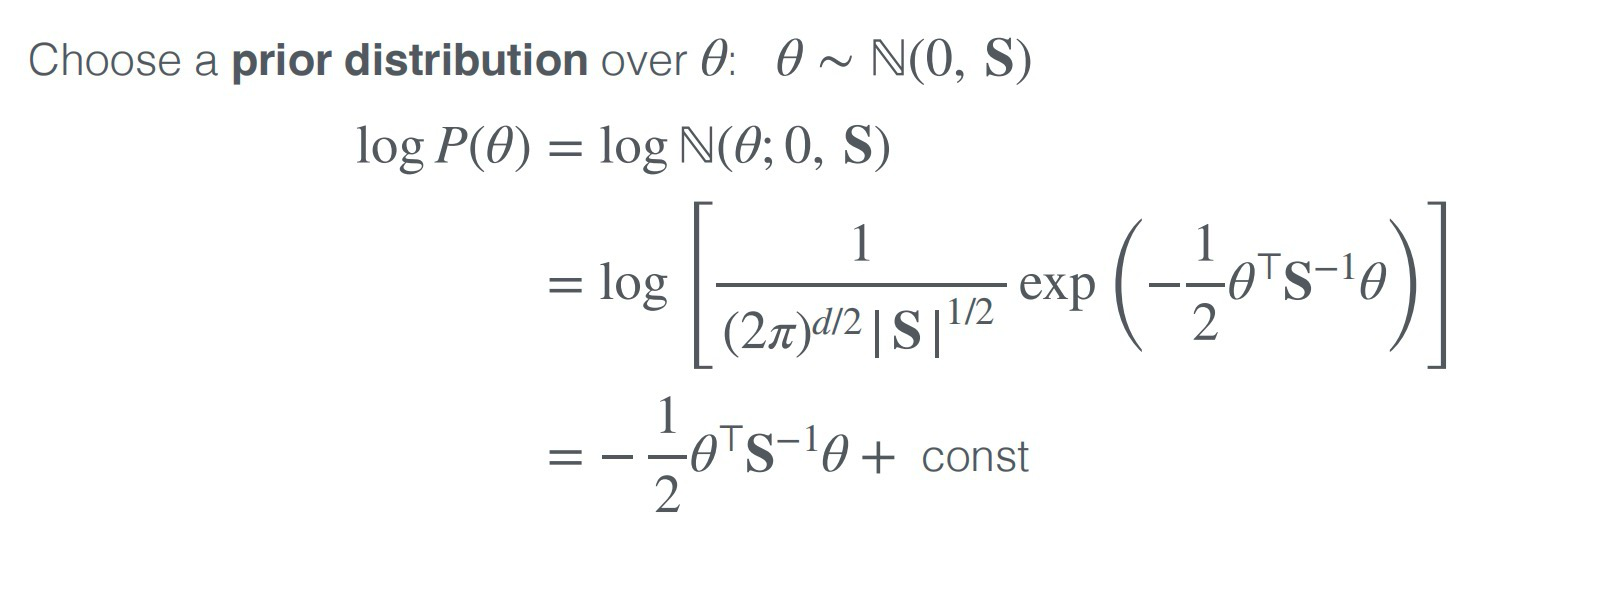 Choose a prior distribution over θ: θ ∼ ℕ(0, S)
log P(θ) = log ℕ(θ; 0, S)
= log [ 1 / ((2π)^{d/2} |S|^{1/2}) exp ( −1/2 θ^⊤ S^{−1} θ ) ]
= − 1/2 θ^⊤ S^{−1} θ + const